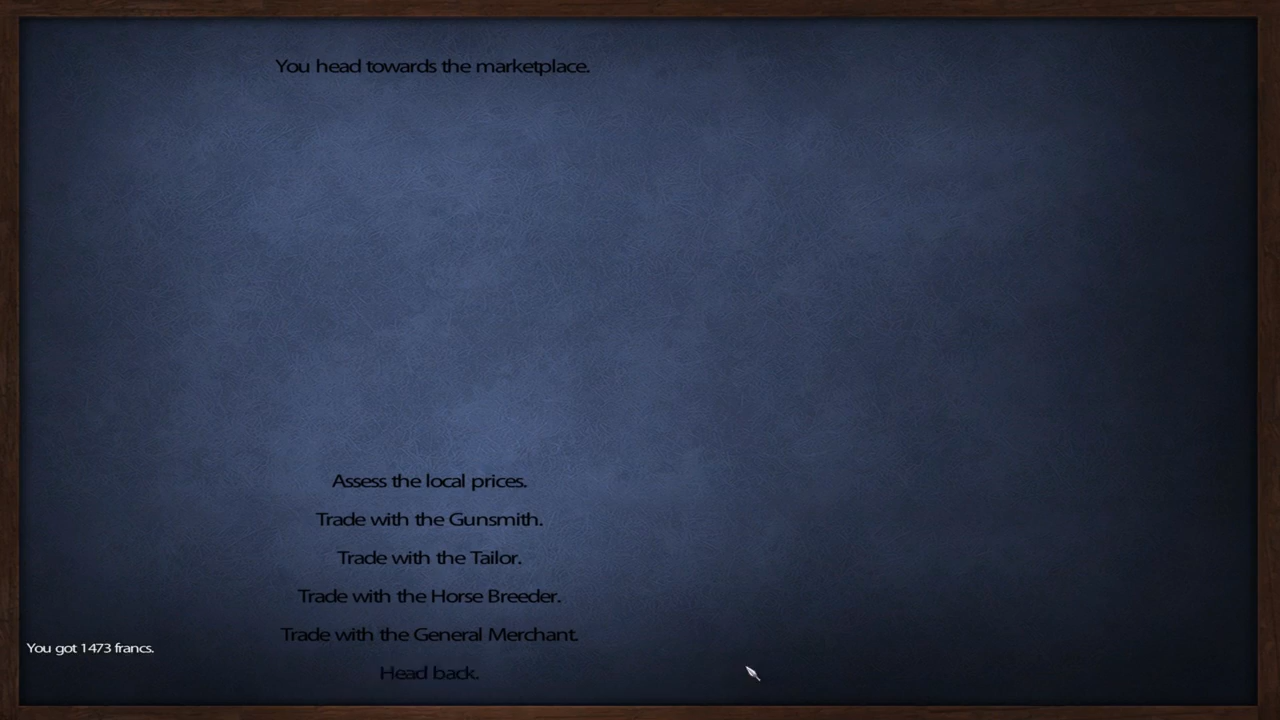 You head towards the marketplace.
Assess the local prices.
Trade with the Gunsmith.
Trade with the Tailor.
Trade with the Horse Breeder.
Trade with the General Merchant.
You got 1473 francs.
Head back.